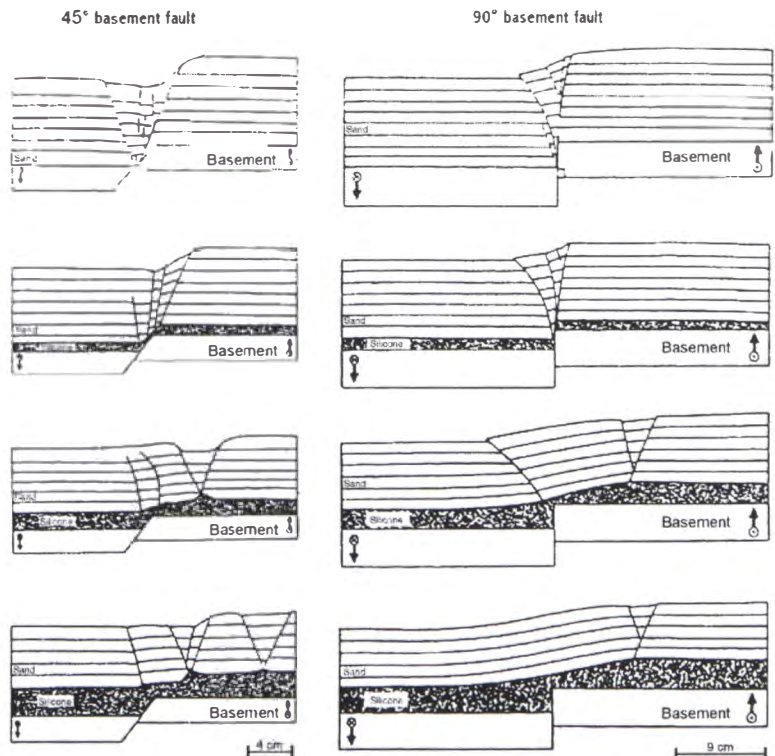 45° basement fault
90° basement fault
Sand
Basement
Sand
Basement
Sand
Basement
Sand
Silicone
Basement
Sand
Silicone
Basement
Sand
Silicone
Basement
Sand
Silicone
Basement
Sand
Silicone
Basement
4 cm
9 cm